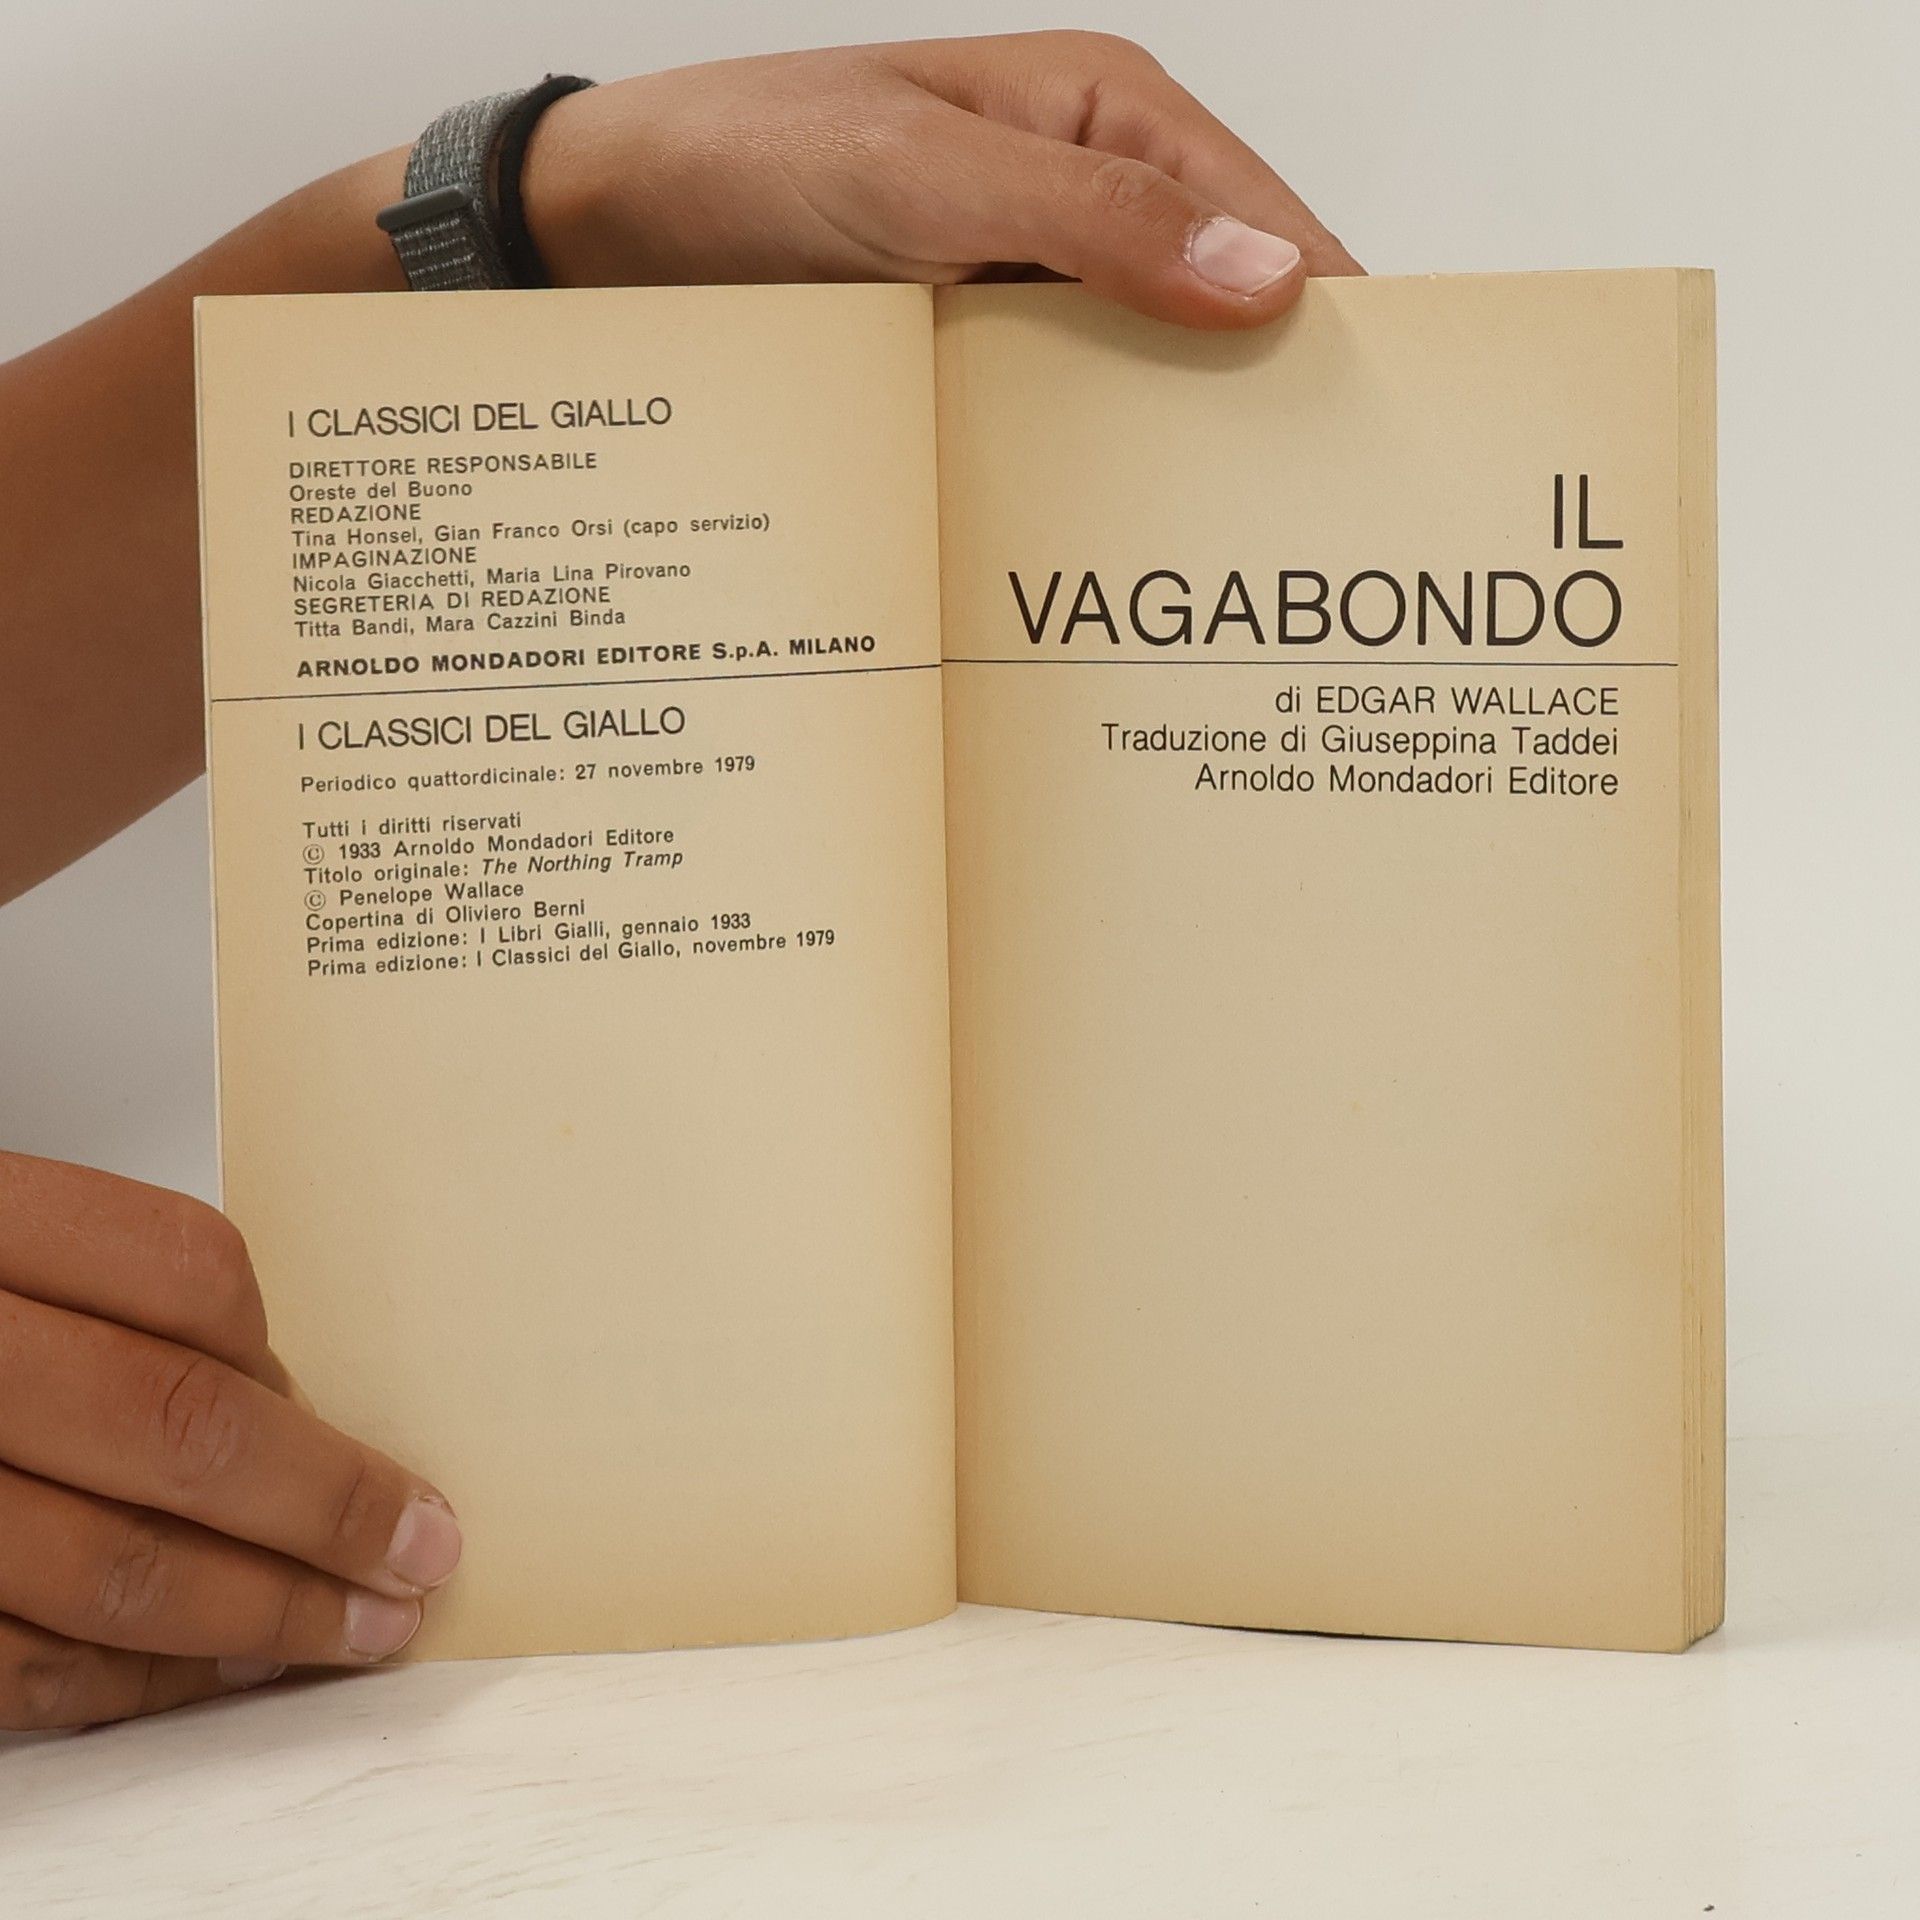 I CLASSICI DEL GIALLO
DIRETTORE RESPONSABILE
Oreste del Buono
REDAZIONE
Tina Honsel, Gian Franco Orsi (capo servizio)
IMPAGINAZIONE
Nicola Giacchetti, Maria Lina Pirovano
SEGRETERIA DI REDAZIONE
Titta Bandi, Mara Cazzini Binda
ARNOLDO MONDADORI EDITORE S.p.A. MILANO
I CLASSICI DEL GIALLO
Periodico quattordicinale: 27 novembre 1979
Tutti i diritti riservati
© 1933 Arnoldo Mondadori Editore
Titolo originale: The Northing Tramp
© Penelope Wallace
Copertina di Oliviero Berni
Prima edizione: I Libri Gialli, gennaio 1933
Prima edizione: I Classici del Giallo, novembre 1979
IL
VAGABONDO
di EDGAR WALLACE
Traduzione di Giuseppina Taddei
Arnoldo Mondadori Editore